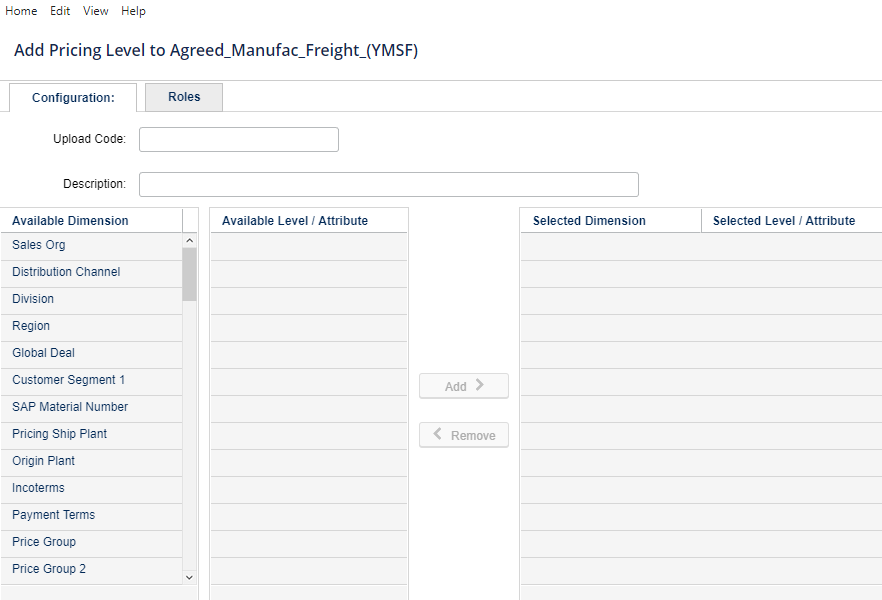 Home Edit View Help
Add Pricing Level to Agreed_Manufac_Freight_(YMSF)
Configuration: Roles
Upload Code:
Description:
Available Dimension Available Level / Attribute Selected Dimension Selected Level / Attribute
Sales Org
Distribution Channel
Division
Region
Global Deal
Customer Segment 1
Add
SAP Material Number
Pricing Ship Plant
Remove
Origin Plant
Incoterms
Payment Terms
Price Group
Price Group 2